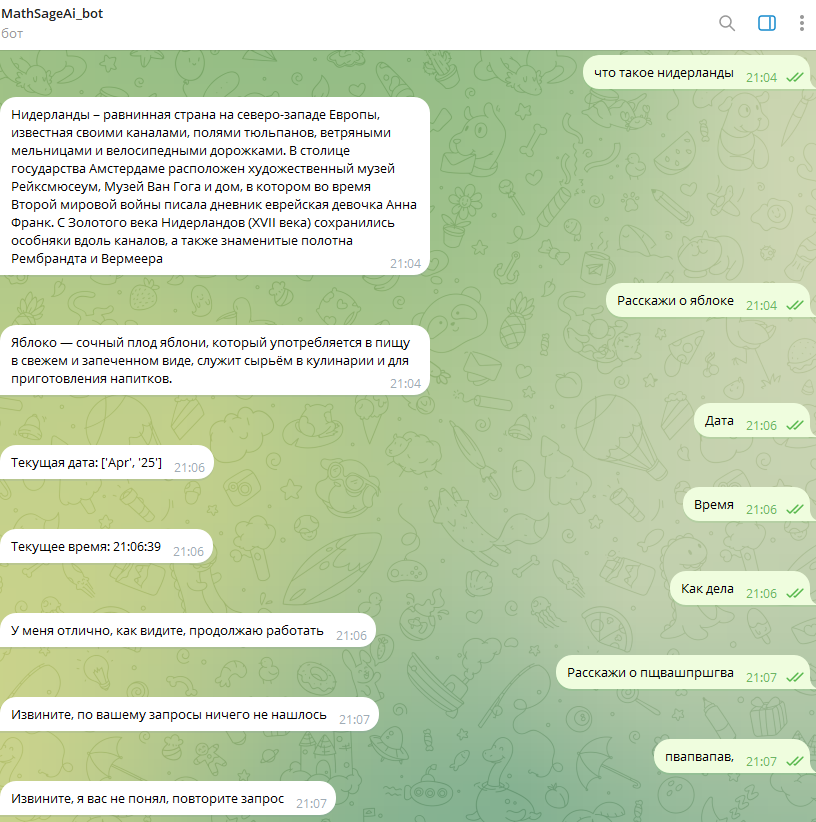 MathSageAi_bot
бот
что такое нидерланды 21:04
Нидерланды – равнинная страна на северо-западе Европы,
известная своими каналами, полями тюльпанов, ветряными
мельницами и велосипедными дорожками. В столице
государства Амстердаме расположен художественный музей
Рейксмюсеум, Музей Ван Гога и дом, в котором во время
Второй мировой войны писала дневник еврейская девочка Анна
Франк. С Золотого века Нидерландов (XVII века) сохранились
особняки вдоль каналов, а также знаменитые полотна
Рембрандта и Вермеера 21:04
Расскажи о яблоке 21:04
Яблоко — сочный плод яблони, который употребляется в пищу
в свежем и запеченном виде, служит сырьём в кулинарии и для
приготовления напитков. 21:04
Дата 21:06
Текущая дата: ['Apr', '25'] 21:06
Время 21:06
Текущее время: 21:06:39 21:06
Как дела 21:06
У меня отлично, как видите, продолжаю работать 21:06
Расскажи о пщвашпршгва 21:07
Извините, по вашему запросы ничего не нашлось 21:07
пвапвапав, 21:07
Извините, я вас не понял, повторите запрос 21:07